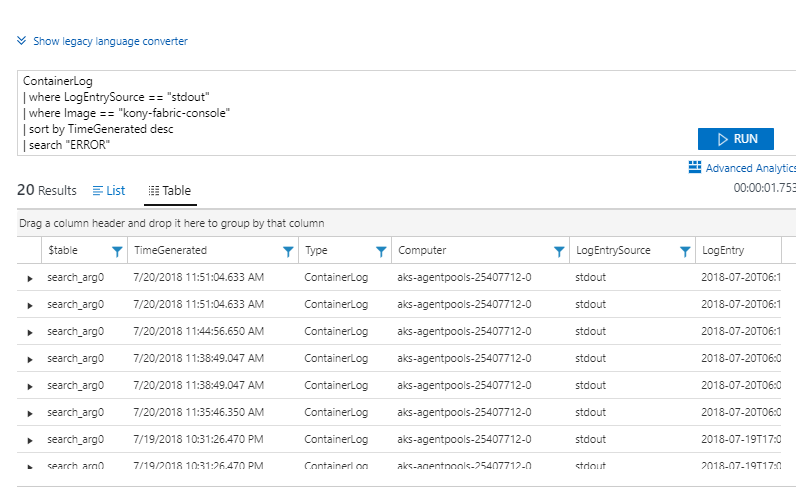 Show legacy language converter
ContainerLog
| where LogEntrySource == "stdout"
| where Image == "kony-fabric-console"
| sort by TimeGenerated desc
| search "ERROR"
RUN
Advanced Analytics
20 Results List Table 00:00:01.753
Drag a column header and drop it here to group by that column
$table TimeGenerated Type Computer LogEntrySource LogEntry
search_arg0 7/20/2018 11:51:04.633 AM ContainerLog aks-agentpools-25407712-0 stdout 2018-07-20T06:1
search_arg0 7/20/2018 11:51:04.633 AM ContainerLog aks-agentpools-25407712-0 stdout 2018-07-20T06:1
search_arg0 7/20/2018 11:44:56.650 AM ContainerLog aks-agentpools-25407712-0 stdout 2018-07-20T06:1
search_arg0 7/20/2018 11:38:49.047 AM ContainerLog aks-agentpools-25407712-0 stdout 2018-07-20T06:0
search_arg0 7/20/2018 11:38:49.047 AM ContainerLog aks-agentpools-25407712-0 stdout 2018-07-20T06:0
search_arg0 7/20/2018 11:35:46.350 AM ContainerLog aks-agentpools-25407712-0 stdout 2018-07-20T06:0
search_arg0 7/19/2018 10:31:26.470 PM ContainerLog aks-agentpools-25407712-0 stdout 2018-07-19T17:0
search_arg0 7/19/2018 10:31:26.470 PM ContainerLog aks-agentpools-25407712-0 stdout 2018-07-19T17:0